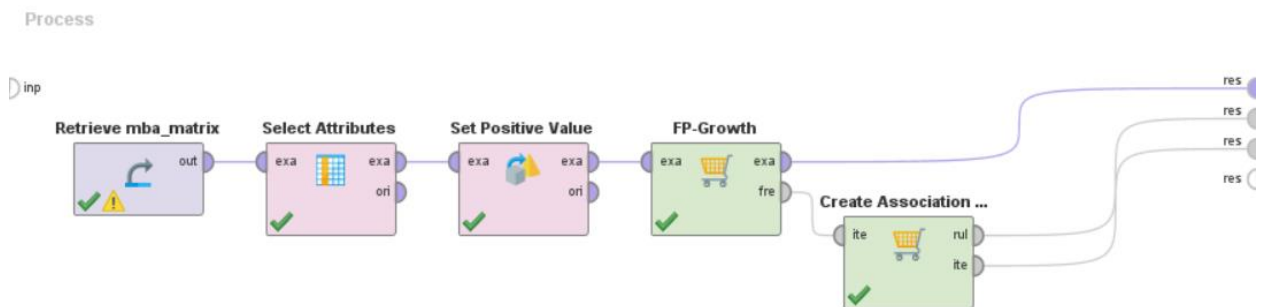 Process
inp
res
res
res
res
Retrieve mba_matrix
out
Select Attributes
exa
exa
ori
Set Positive Value
exa
exa
ori
FP-Growth
exa
exa
fre
Create Association ...
ite
rul
ite